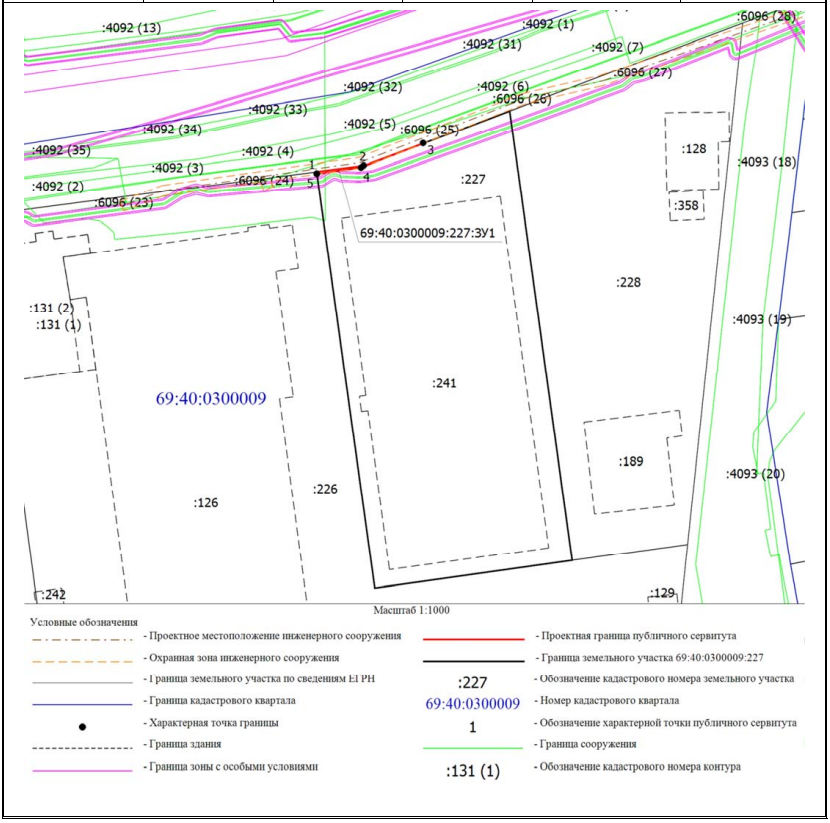 :4092 (13)
:4092 (1)
:6096 (28)
:4092 (31)
:4092 (7)
:6096 (27)
:4092 (32)
:4092 (6)
:6096 (26)
:4092 (33)
:4092 (34)
:4092 (5)
:6096 (25)
:4092 (35)
:4092 (4)
:4092 (3)
1
2
3
4
5
:6096 (24)
:4092 (2)
:6096 (23)
:227
:128
:4093 (18)
:358
69:40:0300009:227:ЗУ1
:228
:131 (2)
:131 (1)
:4093 (19)
:241
69:40:0300009
:189
:4093 (20)
:226
:126
:242
:129
Масштаб 1:1000
Условные обозначения
- Проектное местоположение инженерного сооружения
- Охранная зона инженерного сооружения
- Граница земельного участка по сведениям ЕГРН
- Граница кадастрового квартала
- Характерная точка границы
- Граница здания
- Граница зоны с особыми условиями
- Проектная граница публичного сервитута
- Граница земельного участка 69:40:0300009:227
:227 - Обозначение кадастрового номера земельного участка
69:40:0300009 - Номер кадастрового квартала
1 - Обозначение характерной точки публичного сервитута
- Граница сооружения
:131 (1) - Обозначение кадастрового номера контура